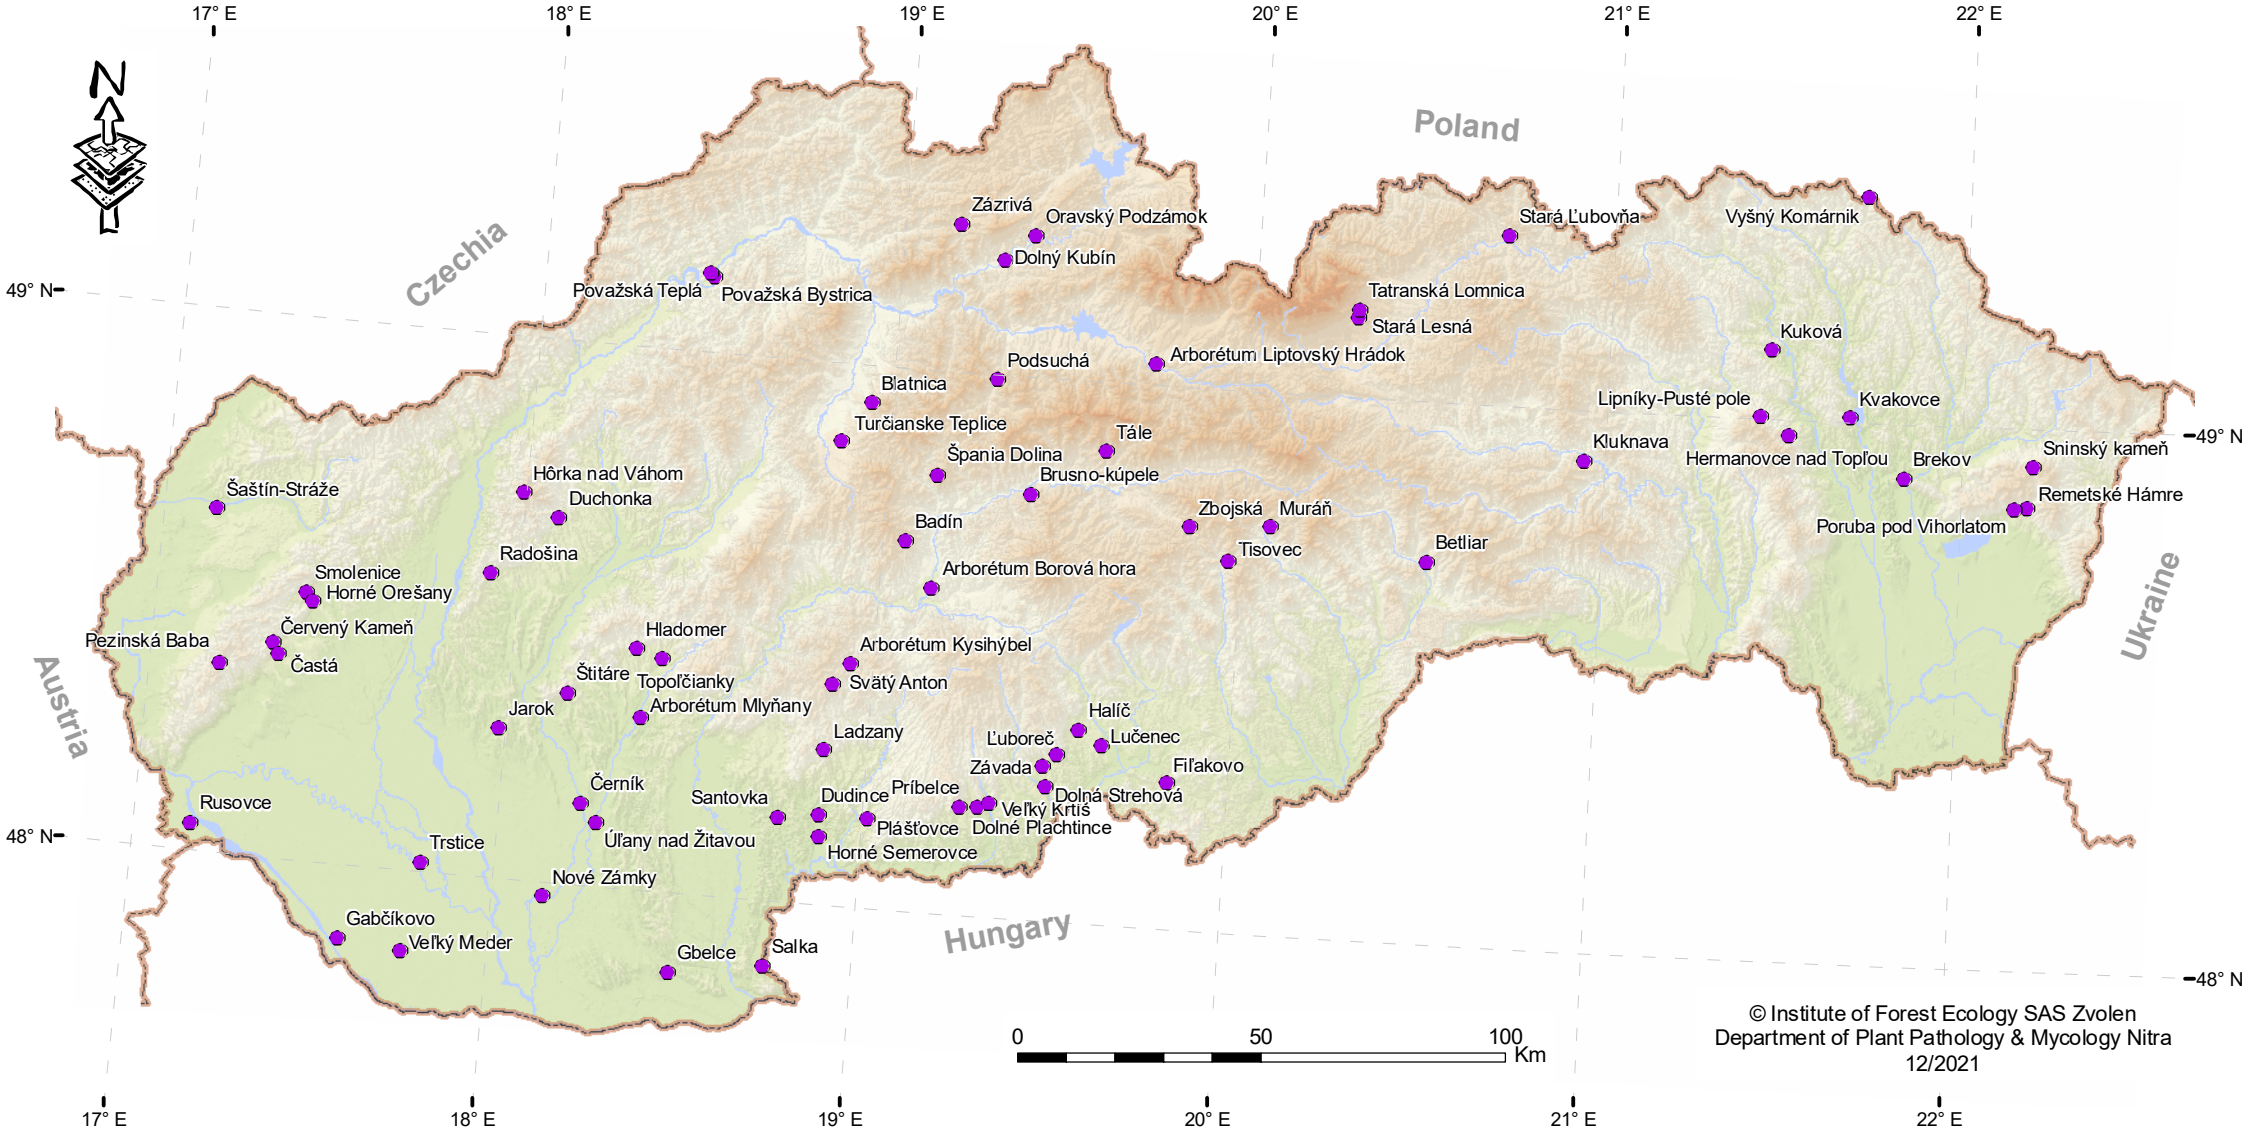 17° E
18° E
19° E
20° E
21° E
22° E
N
Poland
Zázrivá
Oravský Podzámok
Stará Ľubovňa
Vyšný Komárnik
Czechia
Dolný Kubín
49° N
Považská Teplá
Považská Bystrica
Tatranská Lomnica
Stará Lesná
Kuková
Podsuchá
Arborétum Liptovský Hrádok
Blatnica
Lipníky-Pusté pole
Kvakovce
Turčianske Teplice
Tále
Kluknava
49° N
Špania Dolina
Sninský kameň
Hermanovce nad Topľou
Brekov
Hôrka nad Váhom
Brusno-kúpele
Šaštín-Stráže
Duchonka
Remetské Hámre
Zbojská
Muráň
Poruba pod Vihorlatom
Badín
Radošina
Tisovec
Betliar
Smolenice
Arborétum Borová hora
Horné Orešany
Ukraine
Červený Kameň
Hladomer
Pezinská Baba
Arborétum Kysihýbel
Častá
Štitáre
Topoľčianky
Svätý Anton
Austria
Jarok
Arborétum Mlyňany
Halíč
Ladzany
Ľuboreč
Lučenec
Závada
Fiľakovo
Černík
Príbelce
Rusovce
Santovka
Dudince
Dolná Strehová
Veľký Krtíš
48° N
Plášťovce
Dolné Plachtince
Trstice
Úľany nad Žitavou
Horné Semerovce
Nové Zámky
Gabčíkovo
Hungary
Veľký Meder
Salka
Gbelce
48° N
0
50
100
Km
© Institute of Forest Ecology SAS Zvolen
Department of Plant Pathology & Mycology Nitra
12/2021
17° E
18° E
19° E
20° E
21° E
22° E